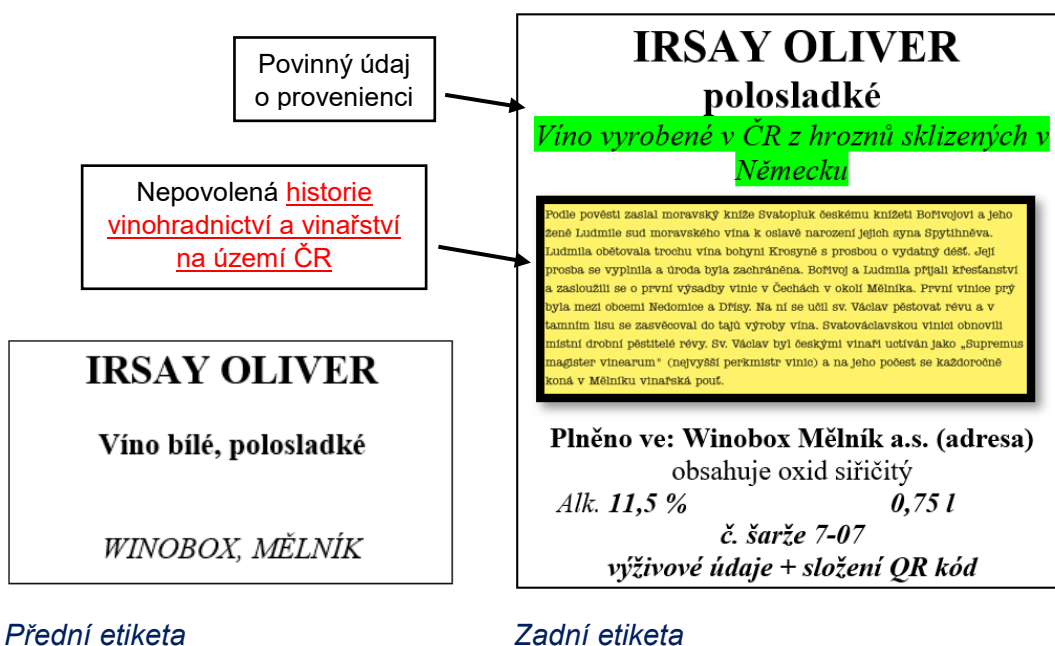 Povinný údaj
o provenienci
Nepovolená historie
vinohradnictví a vinařství
na území ČR
IRSAY OLIVER
Víno bílé, polosladké
WINOBOX, MĚLNÍK
Přední etiketa
IRSAY OLIVER
polosladké
Víno vyrobené v ČR z hroznů sklizených v
Německu
Podle pověsti zaslal moravský kníže Svatopluk českému knížeti Bořivojovi a jeho
ženě Ludmile sud moravského vína k oslavě narození jejich syna Spytihněva.
Ludmila obětovala trochu vína bohyni Krosyně s prosbou o vydatný déšť. Její
prosba se vyplnila a úroda byla zachráněna. Bořivoj a Ludmila přijali křesťanství
a zasloužili se o první výsadby vinic v Čechách v okolí Mělníka. První vinice prý
byla mezi obcemi Nedomice a Dřísy. Na ní se učil sv. Václav pěstovat révu a v
tamním lisu se zasvěcoval do tajů výroby vína. Svatováclavskou vinici obnovili
místní drobní pěstitelé révy. Sv. Václav byl českými vinaři uctíván jako „Supremus
magister vinearum" (nejvyšší perkmistr vinic) a na jeho počest se každoročně
koná v Mělníku vinařská pouť.
Plněno ve: Winobox Mělník a.s. (adresa)
obsahuje oxid siřičitý
Alk. 11,5 % 0,75 l
č. šarže 7-07
výživové údaje + složení QR kód
Zadní etiketa